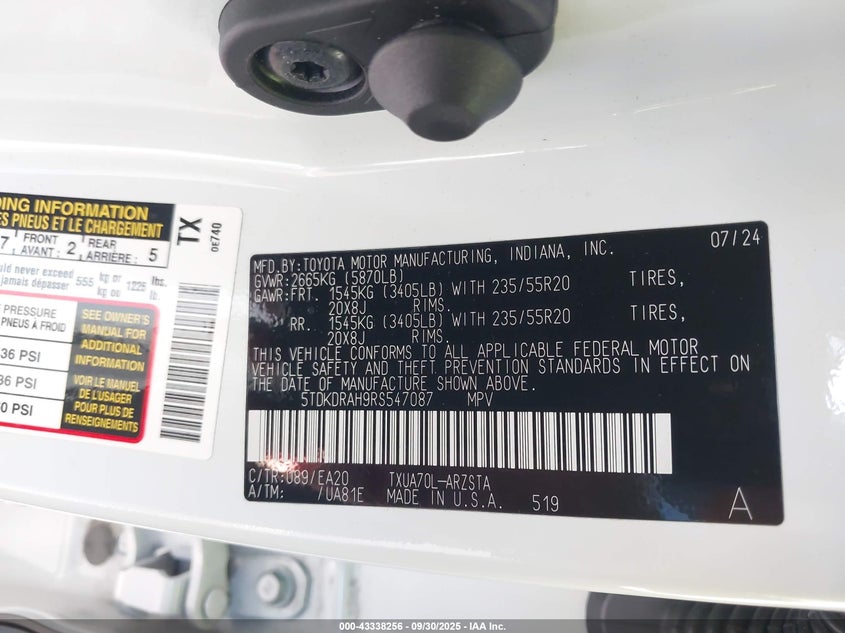 DING INFORMATION
ES PNEUS ET LE CHARGEMENT
7 FRONT AVANT: 2 REAR ARRIÈRE: 5
uld never exceed 555 kg or 1225 lbs.
jamais dépasser kg ou lb.
PRESSURE
PNEUS À FROID
36 PSI
36 PSI
60 PSI
SEE OWNER'S
MANUAL FOR
ADDITIONAL
INFORMATION
VOIR LE MANUEL
DE L'USAGER
POUR PLUS DE
RENSEIGNEMENTS
TX
0E740
MFD.BY:TOYOTA MOTOR MANUFACTURING, INDIANA, INC. 07/24
GVWR:2665KG (5870LB)
GAWR:FRT. 1545KG (3405LB) WITH 235/55R20 TIRES,
20X8J RIMS.
RR. 1545KG (3405LB) WITH 235/55R20 TIRES,
20X8J RIMS.
THIS VEHICLE CONFORMS TO ALL APPLICABLE FEDERAL MOTOR
VEHICLE SAFETY AND THEFT PREVENTION STANDARDS IN EFFECT ON
THE DATE OF MANUFACTURE SHOWN ABOVE.
5TDKDRAH9RS547087 MPV
C/TR:089/EA20 TXUA70L-ARZSTA
A/TM: /UA81E MADE IN U.S.A. 519
A
000-43338256 - 09/30/2025 - IAA Inc.